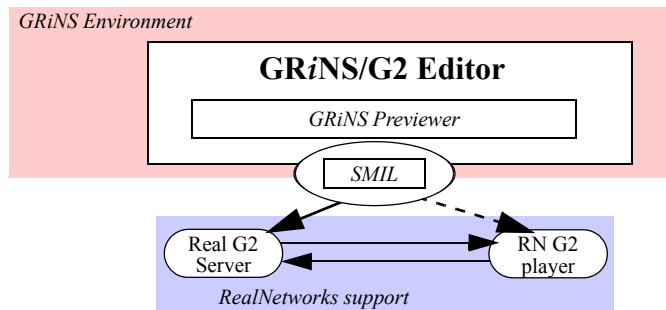 GRiNS Environment
GRiNS/G2 Editor
GRiNS Previewer
SMIL
Real G2
Server
RN G2
player
RealNetworks support